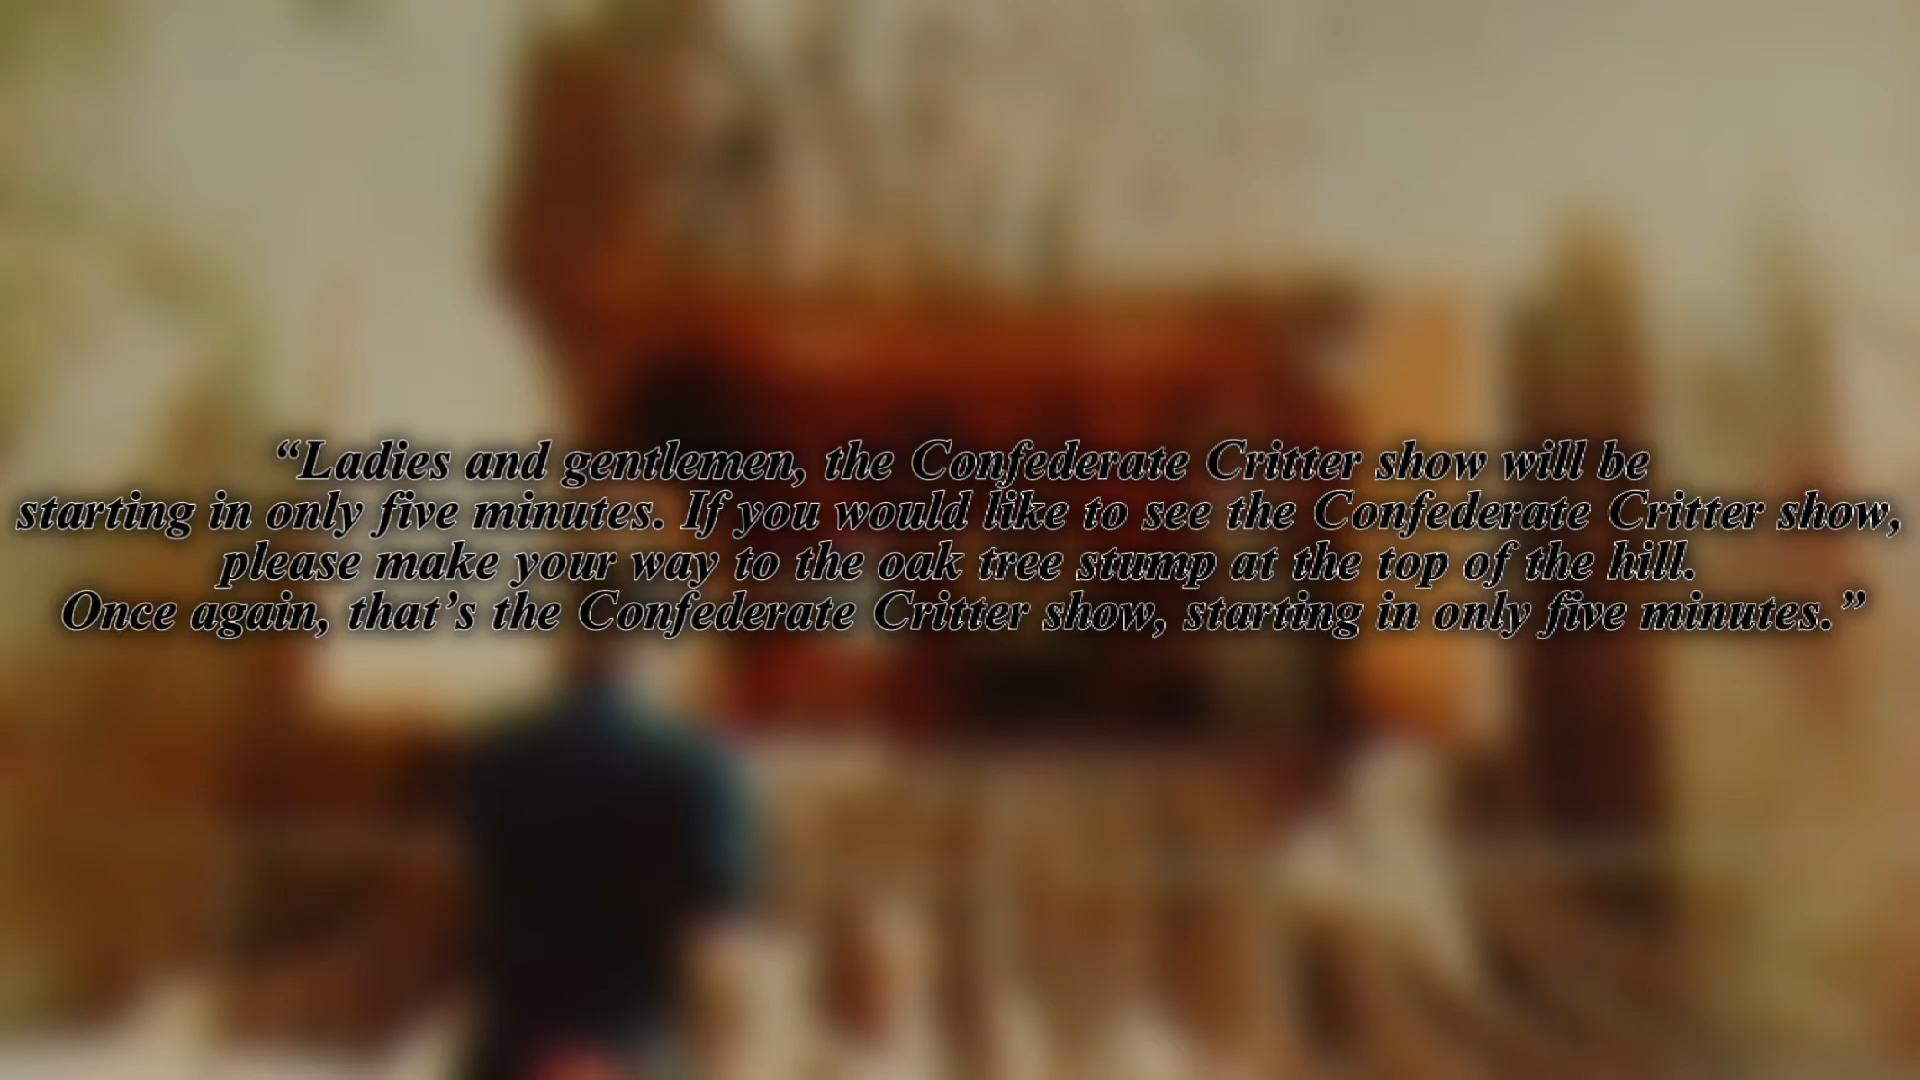 “Ladies and gentlemen, the Confederate Critter show will be
starting in only five minutes. If you would like to see the Confederate Critter show,
please make your way to the oak tree stump at the top of the hill.
Once again, that’s the Confederate Critter show, starting in only five minutes.”